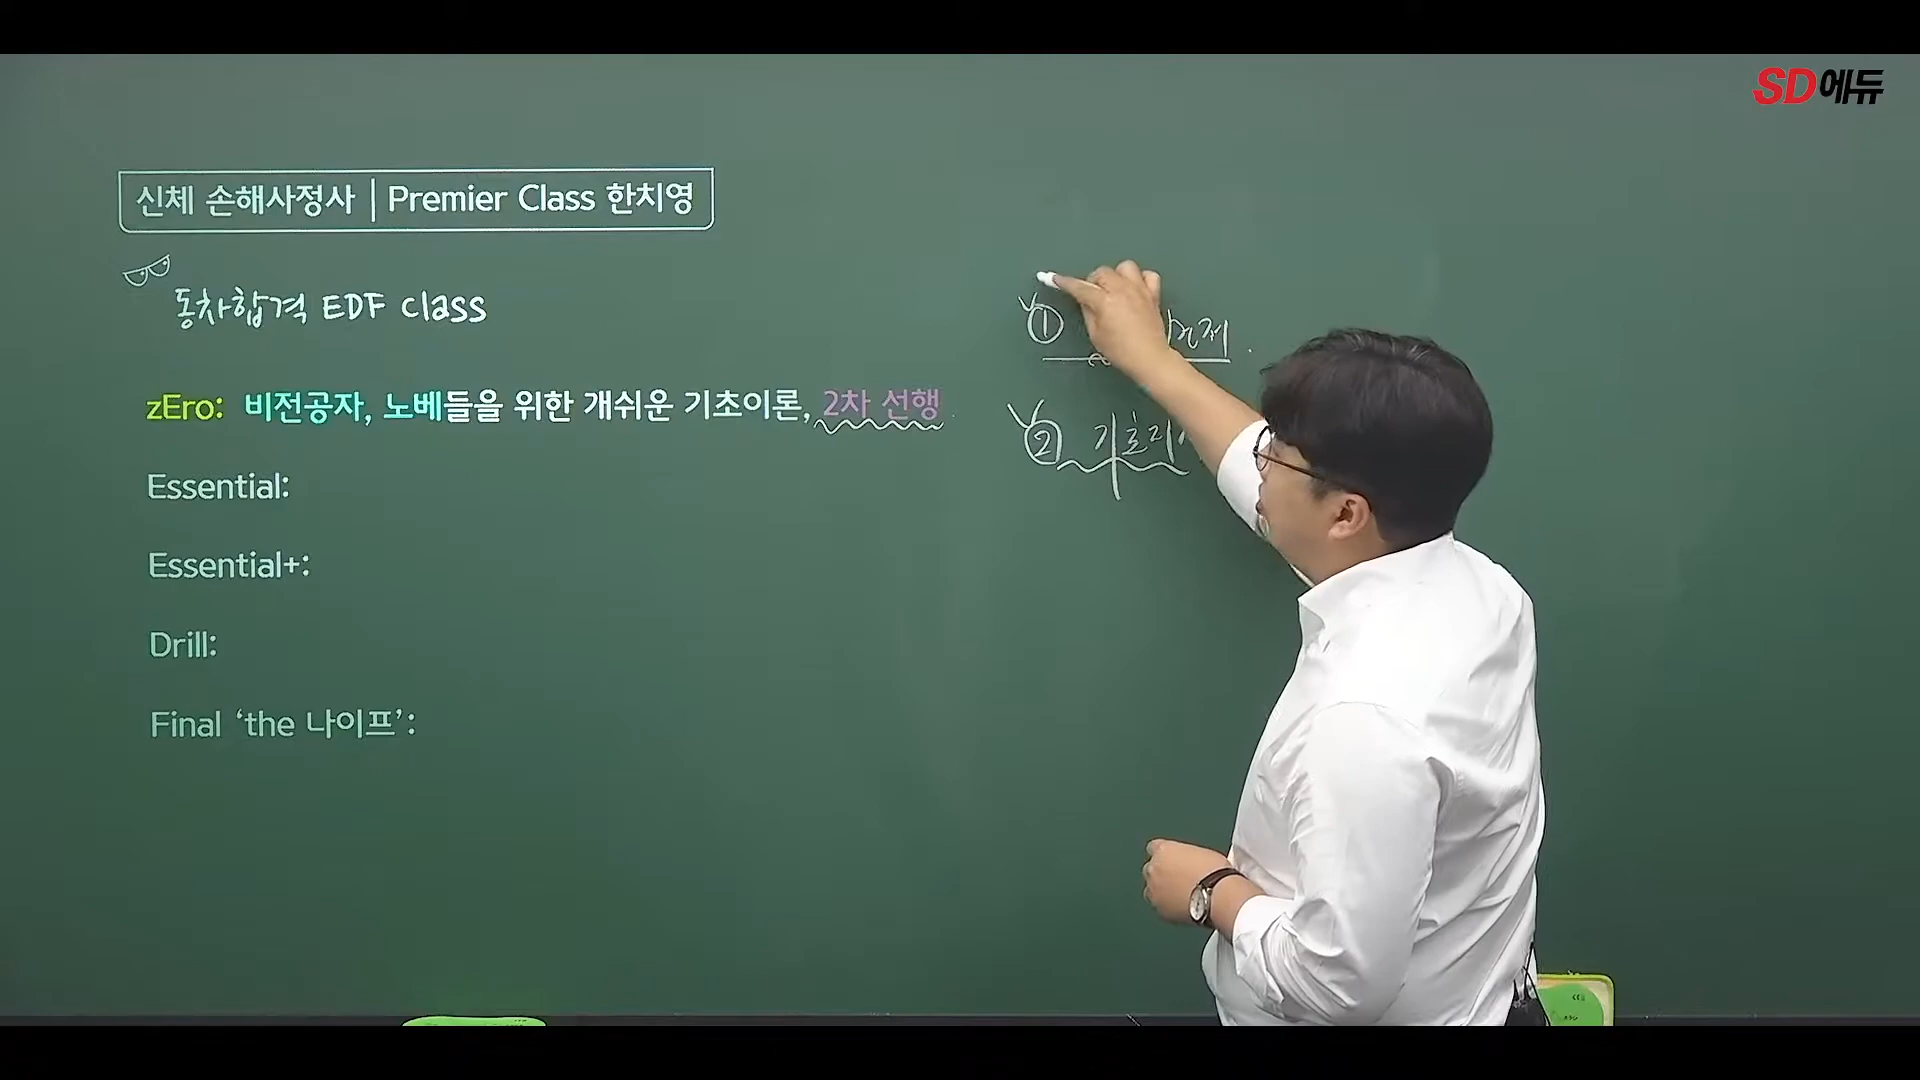 SD에듀
신체 손해사정사 | Premier Class 한치영
동차합격 EDF class
zEro: 비전공자, 노베들을 위한 개쉬운 기초이론, 2차 선행
Essential:
Essential+:
Drill:
Final ‘the 나이프’:
①
② 기초